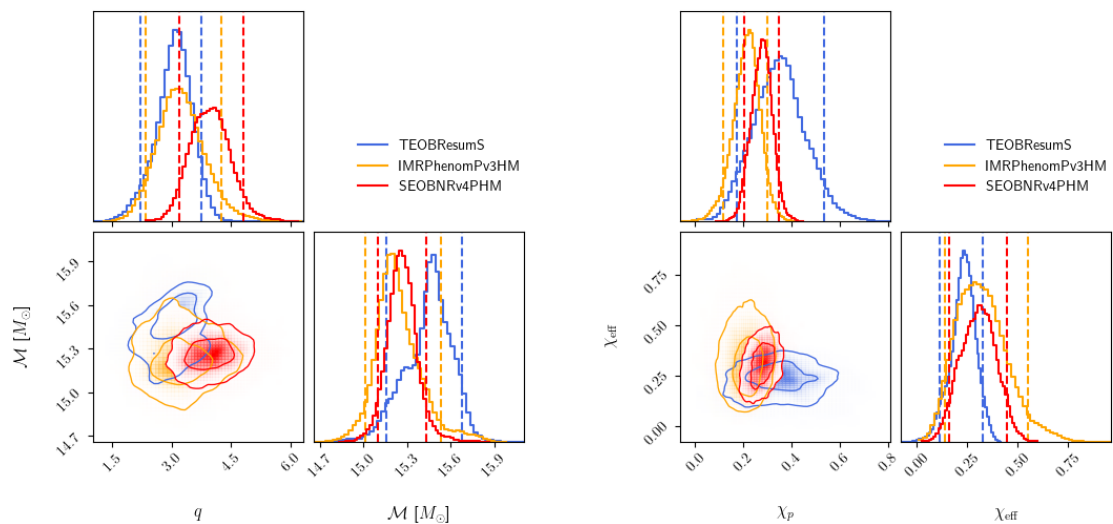 TEOBResumS
IMRPhenomPv3HM
SEOBNRv4PHM
15.9
15.6
15.3
15.0
14.7
M [M⊙]
1.5
3.0
4.5
6.0
q
14.7
15.0
15.3
15.6
15.9
M [M⊙]
TEOBResumS
IMRPhenomPv3HM
SEOBNRv4PHM
0.75
0.50
0.25
0.00
χeff
0.0
0.2
0.4
0.6
0.8
χp
0.00
0.25
0.50
0.75
χeff